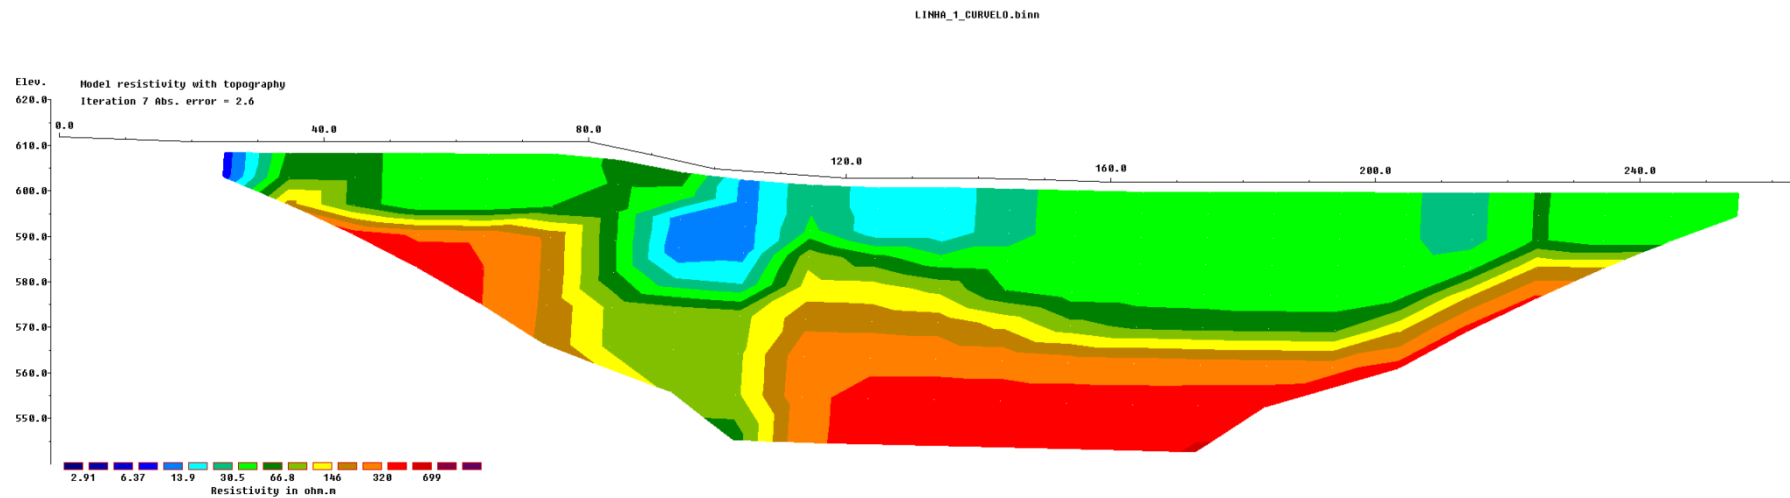 LINHA_1_CURVELO.binn
Elev.
Model resistivity with topography
Iteration 7 Abs. error = 2.6
620.0
0.0
40.0
80.0
610.0
120.0
160.0
200.0
240.0
600.0
590.0
580.0
570.0
560.0
550.0
2.91 6.37 13.9 30.5 66.8 146 320 699
Resistivity in ohm.m